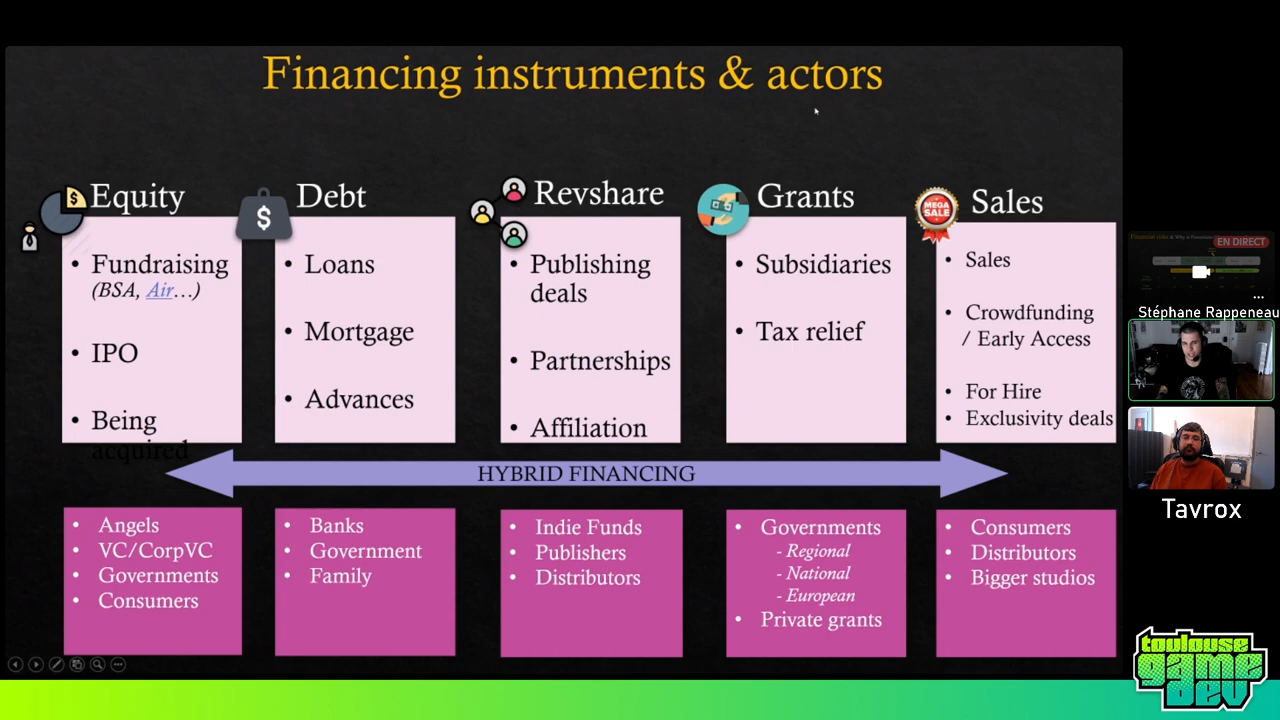 Financing instruments & actors
Equity
$
• Fundraising
(BSA, Air…)
• IPO
• Being
acquired
Debt
$
• Loans
• Mortgage
• Advances
Revshare
• Publishing
deals
• Partnerships
• Affiliation
Grants
• Subsidiaries
• Tax relief
Sales
MEGA
SALE
• Sales
• Crowdfunding
/ Early Access
• For Hire
• Exclusivity deals
HYBRID FINANCING
• Angels
• VC/CorpVC
• Governments
• Consumers
• Banks
• Government
• Family
• Indie Funds
• Publishers
• Distributors
• Governments
- Regional
- National
- European
• Private grants
• Consumers
• Distributors
• Bigger studios
EN DIRECT
Stéphane Rappeneau
Tavrox
toulouse
game
dev